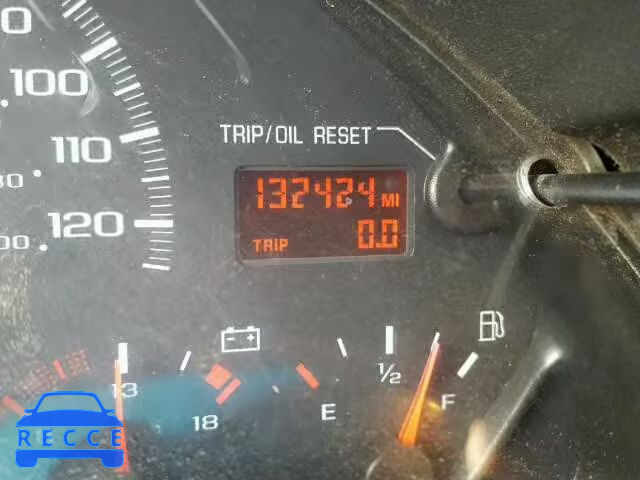 100
TRIP/OIL RESET
110
132424 MI
120
TRIP 0.0
13
18
E
1/2
F
RECCE